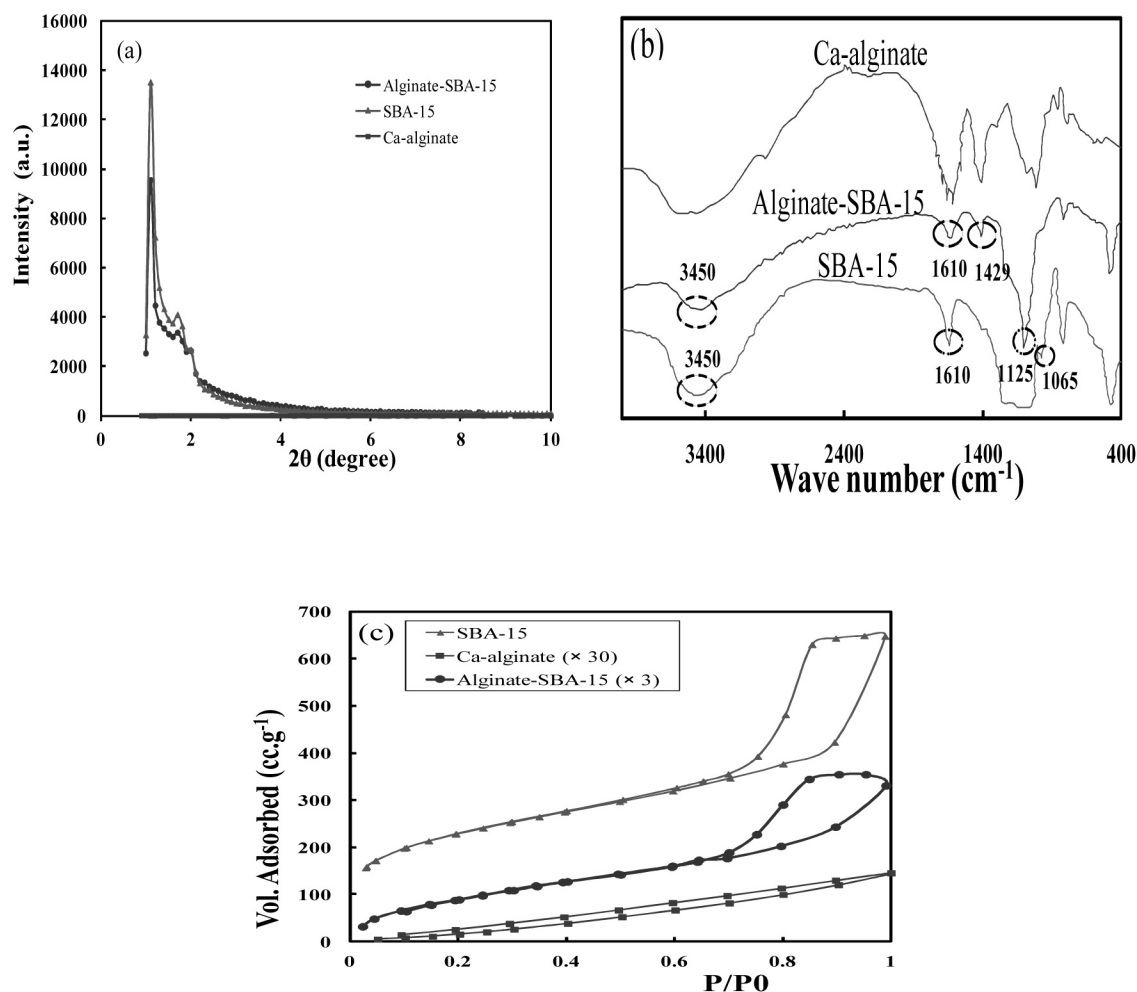 (a)
Intensity (a.u.)
16000
14000
12000
10000
8000
6000
4000
2000
0
Alginate-SBA-15
SBA-15
Ca-alginate
0 2 4 6 8 10
2θ (degree)
(b)
Ca-alginate
Alginate-SBA-15
SBA-15
3450
1610
1429
3450
1610
1125
1065
3400 2400 1400 400
Wave number (cm⁻¹)
(c)
Vol. Adsorbed (cc.g⁻¹)
700
600
500
400
300
200
100
0
SBA-15
Ca-alginate (× 30)
Alginate-SBA-15 (× 3)
0 0.2 0.4 0.6 0.8 1
P/P0